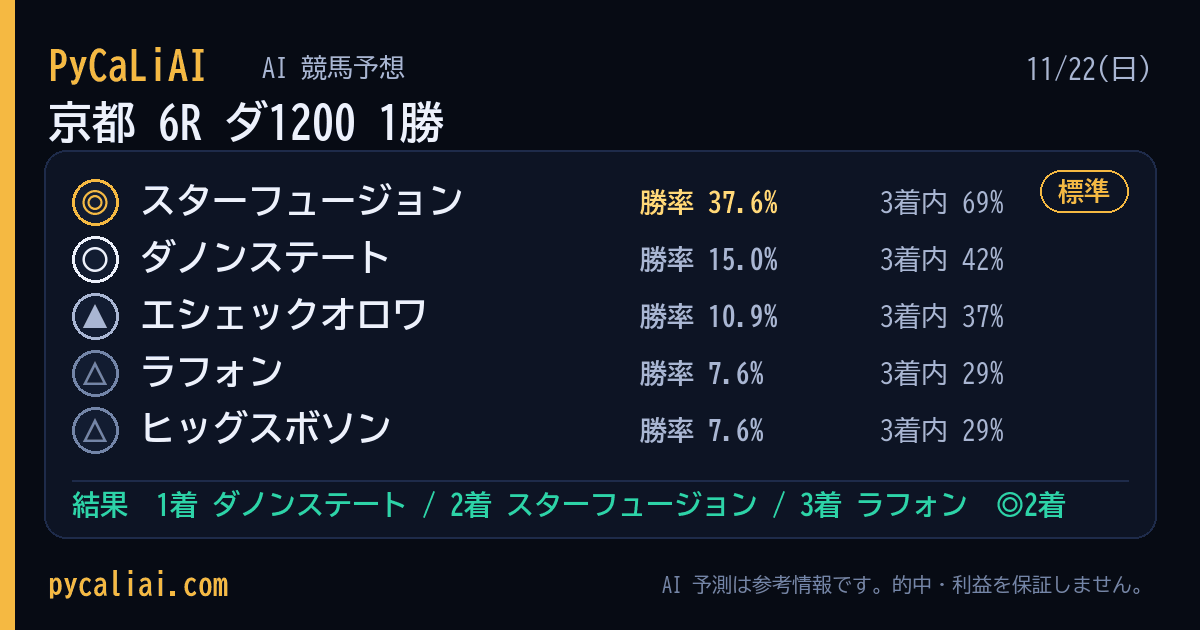 PyCaLiAI AI 競馬予想 11/22(日)
京都 6R ダ1200 1勝
◎ スターフュージョン 勝率 37.6% 3着内 69% 標準
○ ダノンステート 勝率 15.0% 3着内 42%
▲ エシェックオロワ 勝率 10.9% 3着内 37%
△ ラフォン 勝率 7.6% 3着内 29%
△ ヒッグスボソン 勝率 7.6% 3着内 29%
結果 1着 ダノンステート / 2着 スターフュージョン / 3着 ラフォン ◎2着
pycaliai.com AI 予測は参考情報です。的中・利益を保証しません。